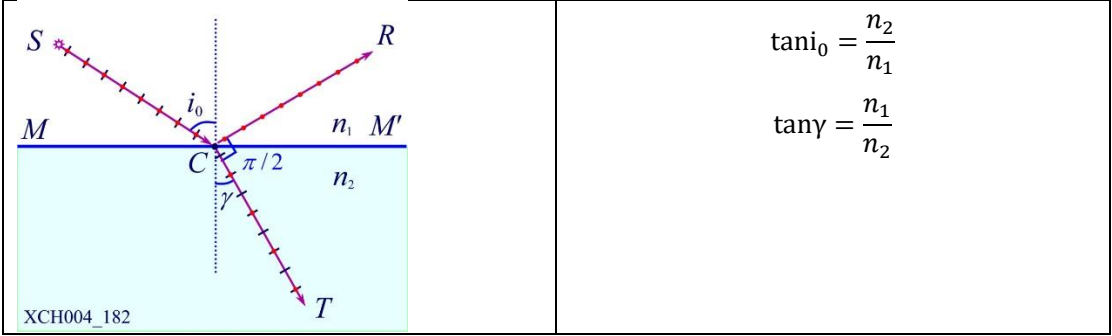 S
R
i₀
M
n₁ M'
C
π/2
n₂
γ
T
XCH004_182
tani₀ = n₂/n₁
tanγ = n₁/n₂